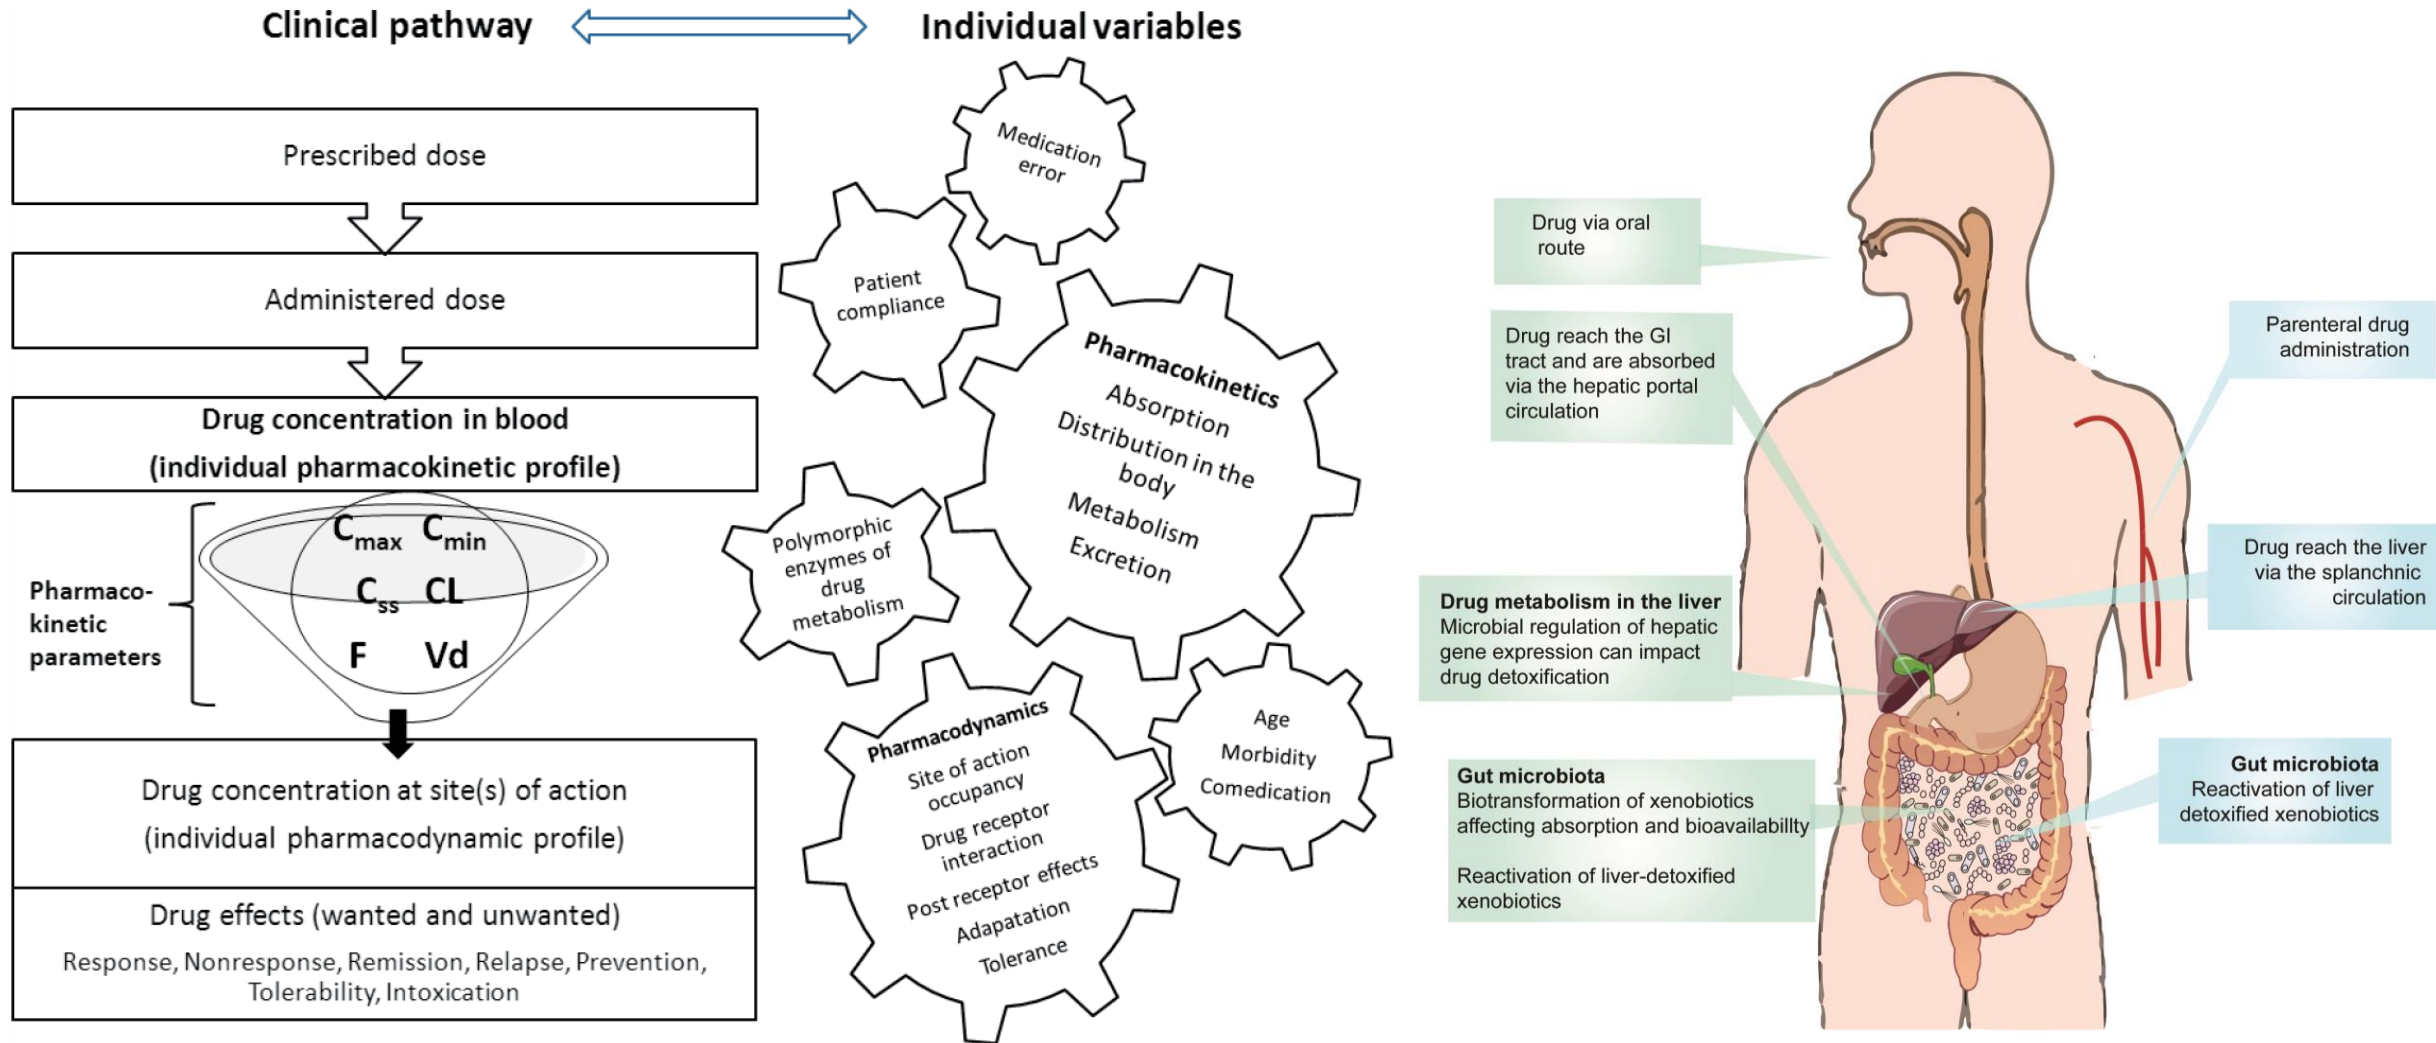 Clinical pathway
Individual variables
Prescribed dose
Administered dose
Drug concentration in blood
(individual pharmacokinetic profile)
Pharmaco-
kinetic
parameters
Cmax Cmin
Css CL
F Vd
Drug concentration at site(s) of action
(individual pharmacodynamic profile)
Drug effects (wanted and unwanted)
Response, Nonresponse, Remission, Relapse, Prevention,
Tolerability, Intoxication
Medication
error
Patient
compliance
Pharmacokinetics
Absorption
Distribution in the
body
Metabolism
Excretion
Polymorphic
enzymes of
drug
metabolism
Pharmacodynamics
Site of action
occupancy
Drug receptor
interaction
Post receptor effects
Adapatation
Tolerance
Age
Morbidity
Comedication
Drug via oral
route
Drug reach the GI
tract and are absorbed
via the hepatic portal
circulation
Drug metabolism in the liver
Microbial regulation of hepatic
gene expression can impact
drug detoxification
Gut microbiota
Biotransformation of xenobiotics
affecting absorption and bioavailabillty
Reactivation of liver-detoxified
xenobiotics
Parenteral drug
administration
Drug reach the liver
via the splanchnic
circulation
Gut microbiota
Reactivation of liver
detoxified xenobiotics